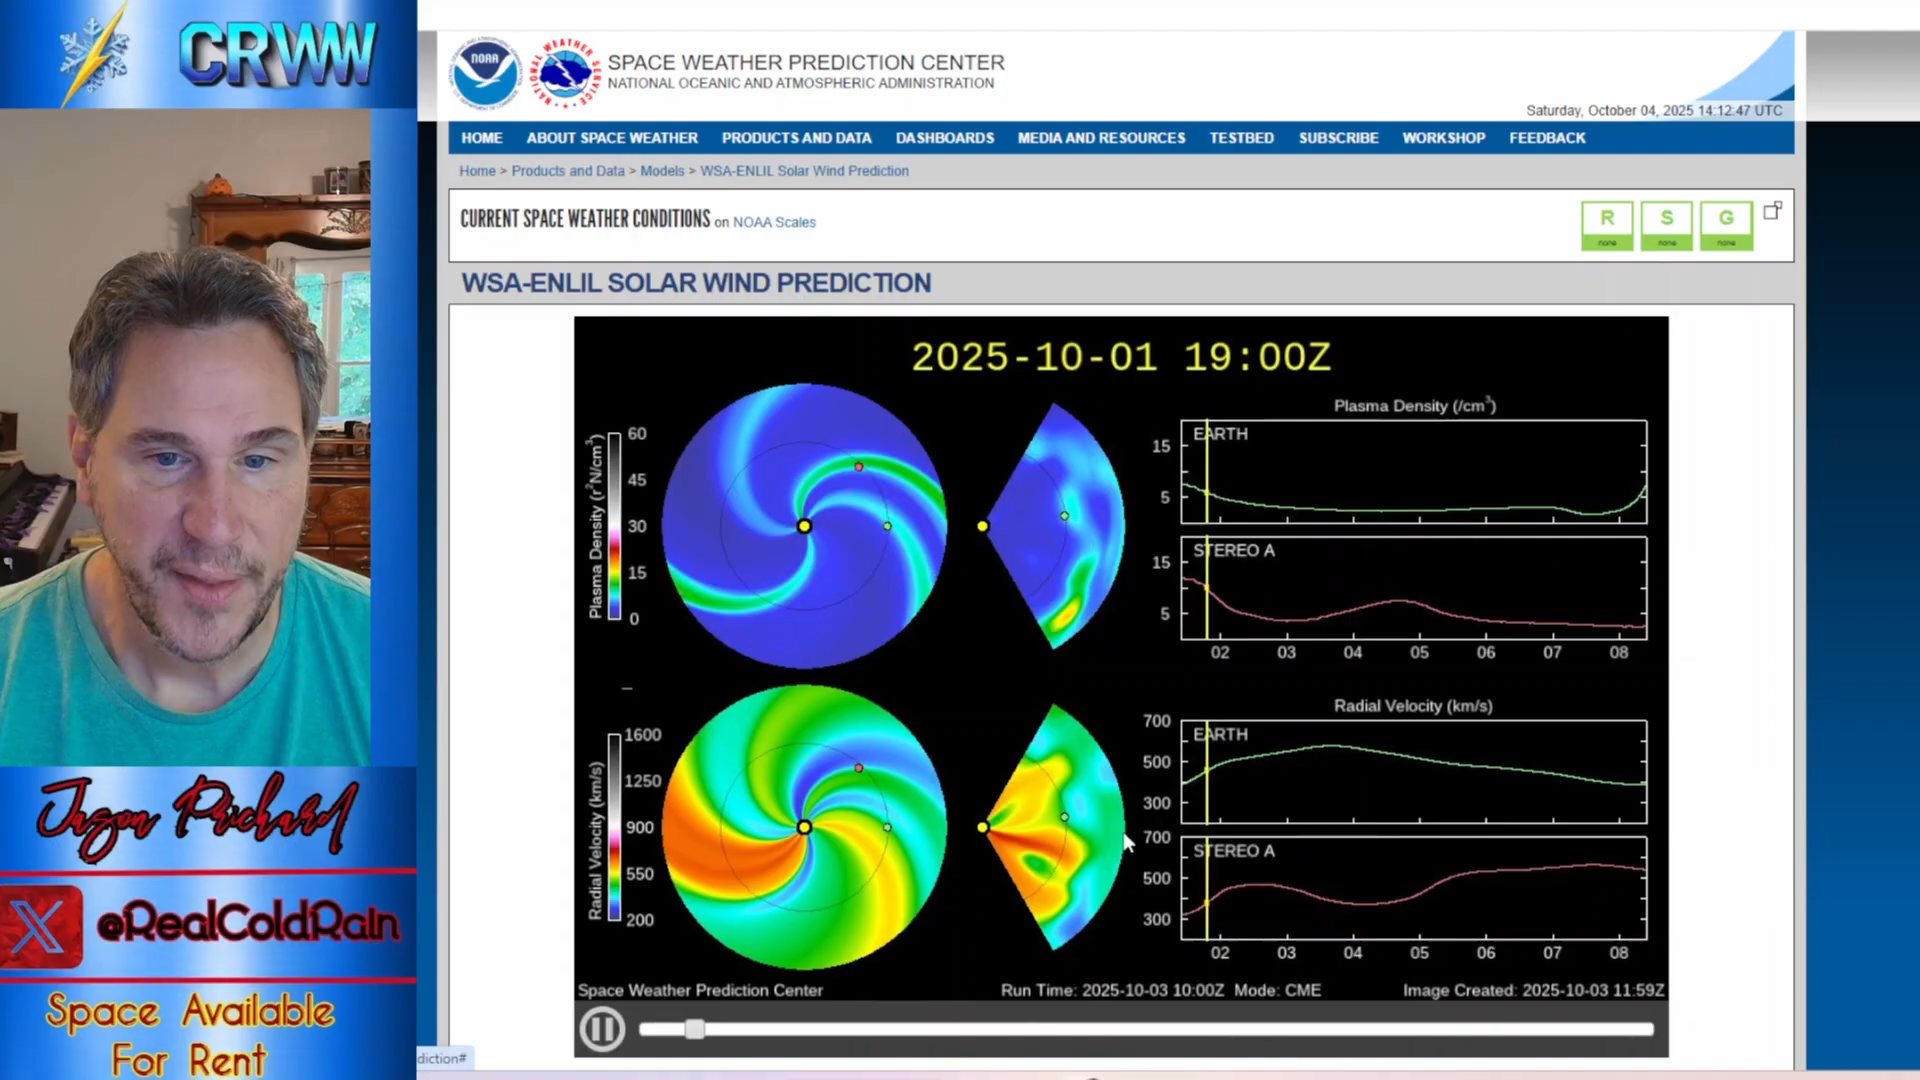 CRWW
NOAA
WEATHER
SPACE WEATHER PREDICTION CENTER
NATIONAL OCEANIC AND ATMOSPHERIC ADMINISTRATION
Saturday, October 04, 2025 14:12:47 UTC
HOME ABOUT SPACE WEATHER PRODUCTS AND DATA DASHBOARDS MEDIA AND RESOURCES TESTBED SUBSCRIBE WORKSHOP FEEDBACK
Home > Products and Data > Models > WSA-ENLIL Solar Wind Prediction
CURRENT SPACE WEATHER CONDITIONS on NOAA Scales
R S G
none none none
WSA-ENLIL SOLAR WIND PREDICTION
2025-10-01 19:00Z
Plasma Density (r²N/cm³)
60
45
30
15
0
Plasma Density (/cm³)
EARTH
15
5
STEREO A
15
5
02 03 04 05 06 07 08
Radial Velocity (km/s)
1600
1250
900
550
200
Radial Velocity (km/s)
EARTH
700
500
300
STEREO A
700
500
300
02 03 04 05 06 07 08
Space Weather Prediction Center Run Time: 2025-10-03 10:00Z Mode: CME Image Created: 2025-10-03 11:59Z
diction#
Jason Prichard
X @RealColdRain
Space Available
For Rent